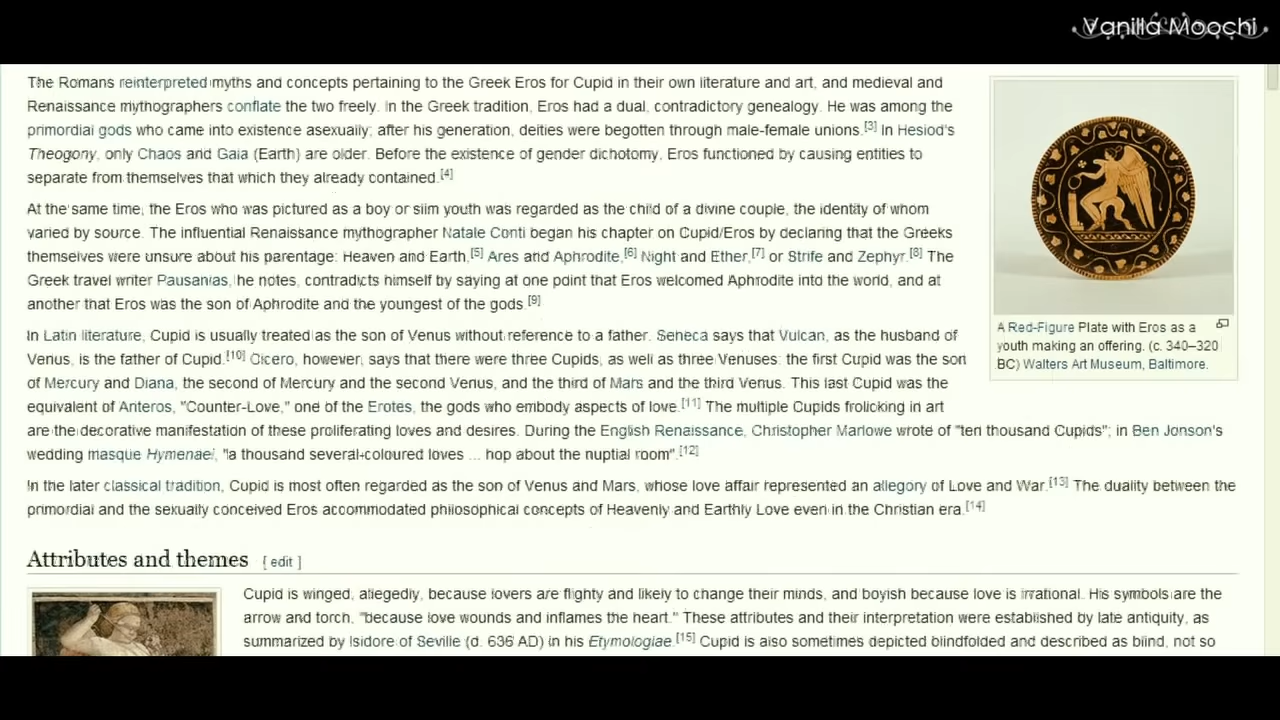 Vanilla Moochi
The Romans reinterpreted myths and concepts pertaining to the Greek Eros for Cupid in their own literature and art, and medieval and
Renaissance mythographers conflate the two freely. In the Greek tradition, Eros had a dual, contradictory genealogy. He was among the
primordial gods who came into existence asexually; after his generation, deities were begotten through male-female unions.[3] In Hesiod's
Theogony, only Chaos and Gaia (Earth) are older. Before the existence of gender dichotomy, Eros functioned by causing entities to
separate from themselves that which they already contained.[4]
At the same time, the Eros who was pictured as a boy or slim youth was regarded as the child of a divine couple, the identity of whom
varied by source. The influential Renaissance mythographer Natale Conti began his chapter on Cupid/Eros by declaring that the Greeks
themselves were unsure about his parentage: Heaven and Earth,[5] Ares and Aphrodite,[6] Night and Ether,[7] or Strife and Zephyr.[8] The
Greek travel writer Pausanias, he notes, contradicts himself by saying at one point that Eros welcomed Aphrodite into the world, and at
another that Eros was the son of Aphrodite and the youngest of the gods.[9]
In Latin literature, Cupid is usually treated as the son of Venus without reference to a father. Seneca says that Vulcan, as the husband of
Venus, is the father of Cupid.[10] Cicero, however, says that there were three Cupids, as well as three Venuses: the first Cupid was the son
of Mercury and Diana, the second of Mercury and the second Venus, and the third of Mars and the third Venus. This last Cupid was the
equivalent of Anteros, "Counter-Love," one of the Erotes, the gods who embody aspects of love.[11] The multiple Cupids frolicking in art
are the decorative manifestation of these proliferating loves and desires. During the English Renaissance, Christopher Marlowe wrote of "ten thousand Cupids"; in Ben Jonson's
wedding masque Hymenaei, "a thousand several-coloured loves ... hop about the nuptial room".[12]
In the later classical tradition, Cupid is most often regarded as the son of Venus and Mars, whose love affair represented an allegory of Love and War.[13] The duality between the
primordial and the sexually conceived Eros accommodated philosophical concepts of Heavenly and Earthly Love even in the Christian era.[14]
A Red-Figure Plate with Eros as a
youth making an offering. (c. 340–320
BC) Walters Art Museum, Baltimore.
Attributes and themes [ edit ]
Cupid is winged, allegedly, because lovers are flighty and likely to change their minds, and boyish because love is irrational. His symbols are the
arrow and torch, "because love wounds and inflames the heart." These attributes and their interpretation were established by late antiquity, as
summarized by Isidore of Seville (d. 636 AD) in his Etymologiae.[15] Cupid is also sometimes depicted blindfolded and described as blind, not so